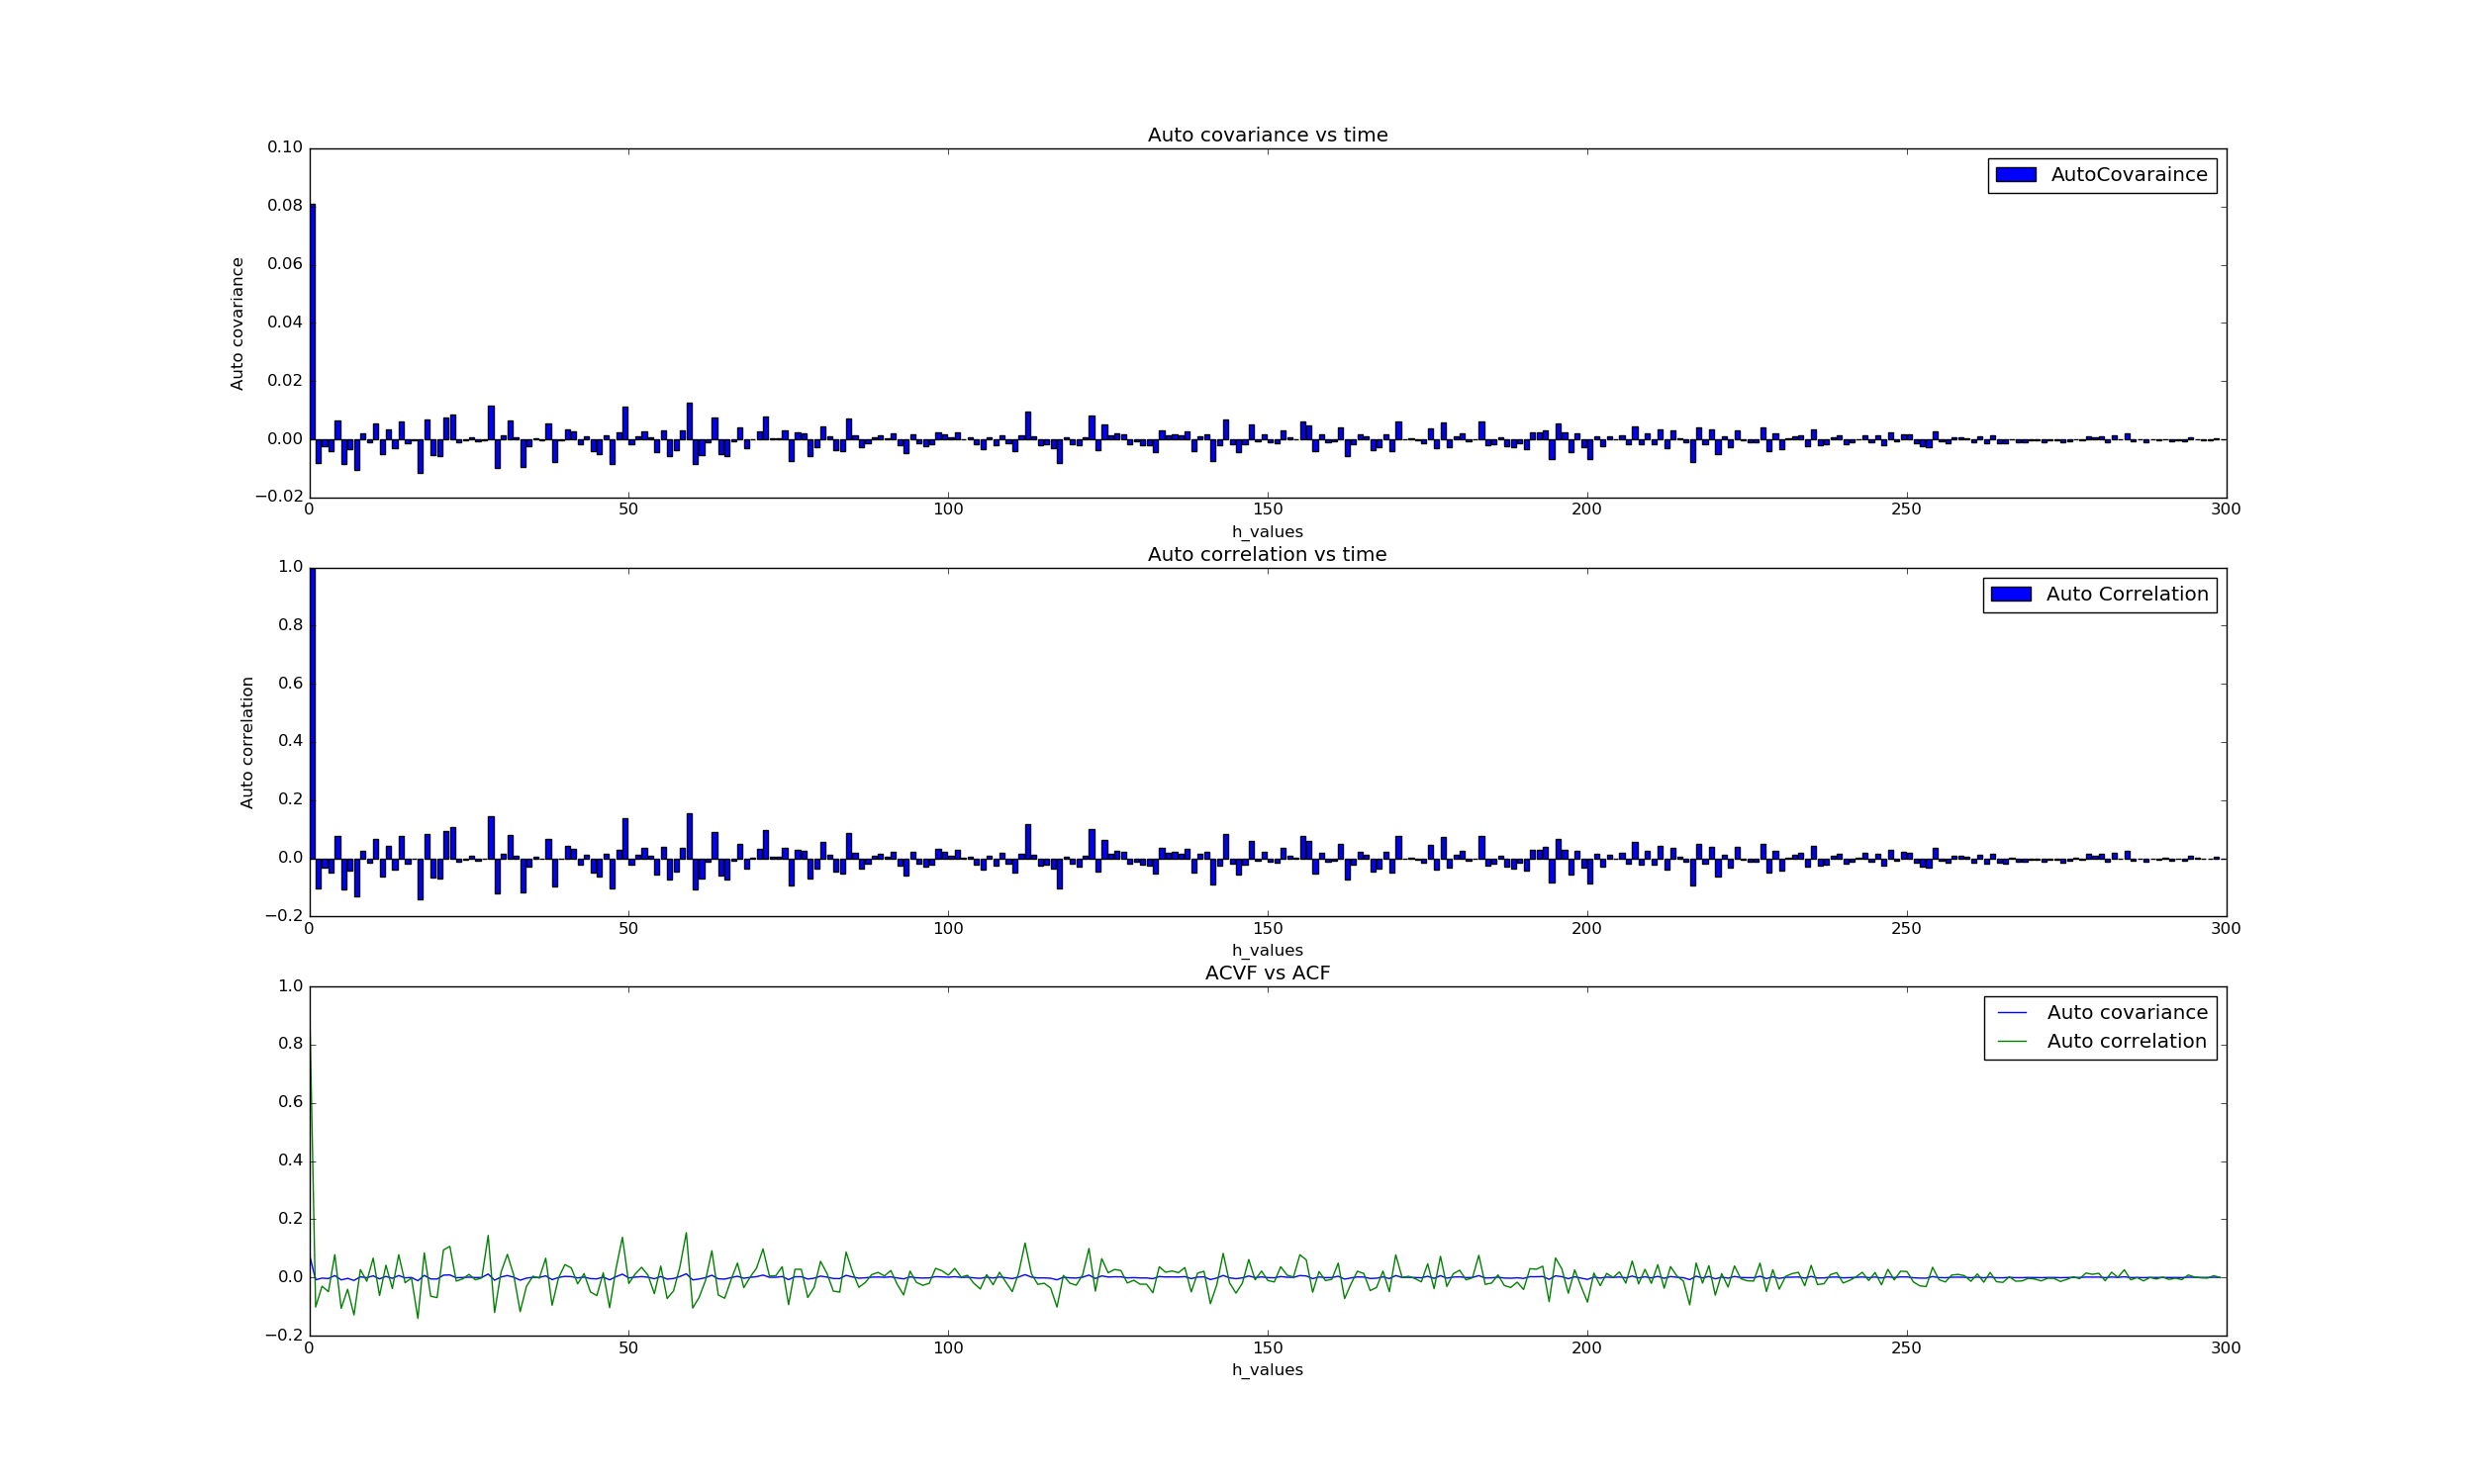 Auto covariance vs time
0.10
0.08
0.06
0.04
0.02
0.00
−0.02
Auto covariance
AutoCovaraince
0 50 100 150 200 250 300
h_values
Auto correlation vs time
1.0
0.8
0.6
0.4
0.2
0.0
−0.2
Auto correlation
Auto Correlation
0 50 100 150 200 250 300
h_values
ACVF vs ACF
1.0
0.8
0.6
0.4
0.2
0.0
−0.2
Auto covariance
Auto correlation
0 50 100 150 200 250 300
h_values